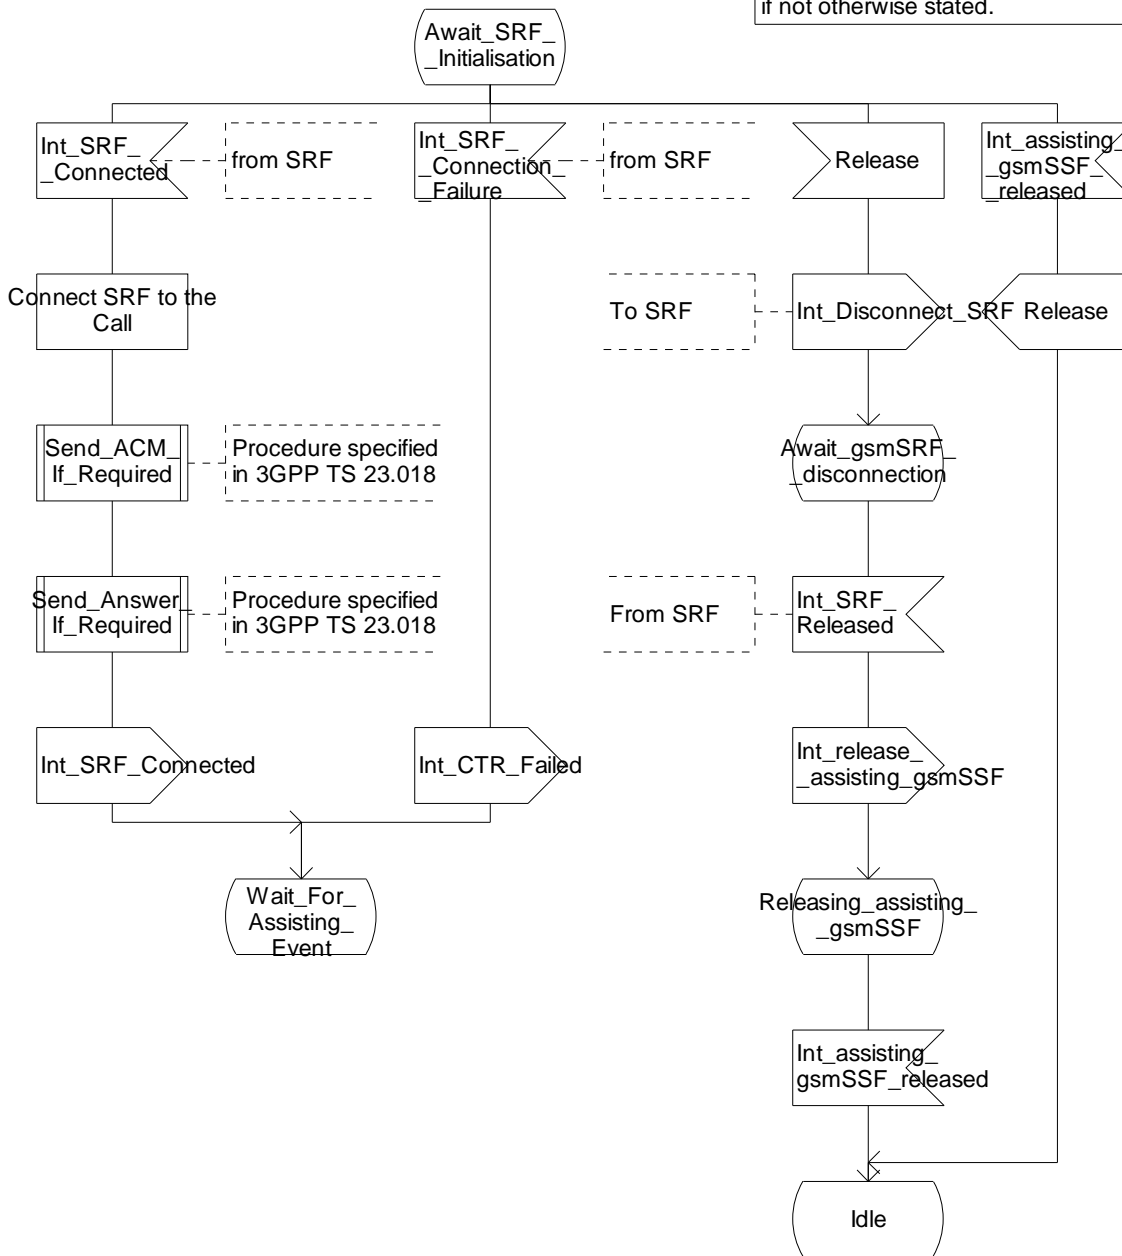 if not otherwise stated.
Await_SRF_
_Initialisation
Int_SRF_
_Connected
from SRF
Int_SRF_
_Connection_
_Failure
from SRF
Release
Int_assisting_
_gsmSSF_
_released
Connect SRF to the
Call
To SRF
Int_Disconnect_SRF
Release
Send_ACM_
If_Required
Procedure specified
in 3GPP TS 23.018
Await_gsmSRF_
_disconnection
Send_Answer_
If_Required
Procedure specified
in 3GPP TS 23.018
From SRF
Int_SRF_
Released
Int_SRF_Connected
Int_CTR_Failed
Int_release_
_assisting_gsmSSF
Wait_For_
Assisting_
Event
Releasing_assisting_
_gsmSSF
Int_assisting_
gsmSSF_released
Idle